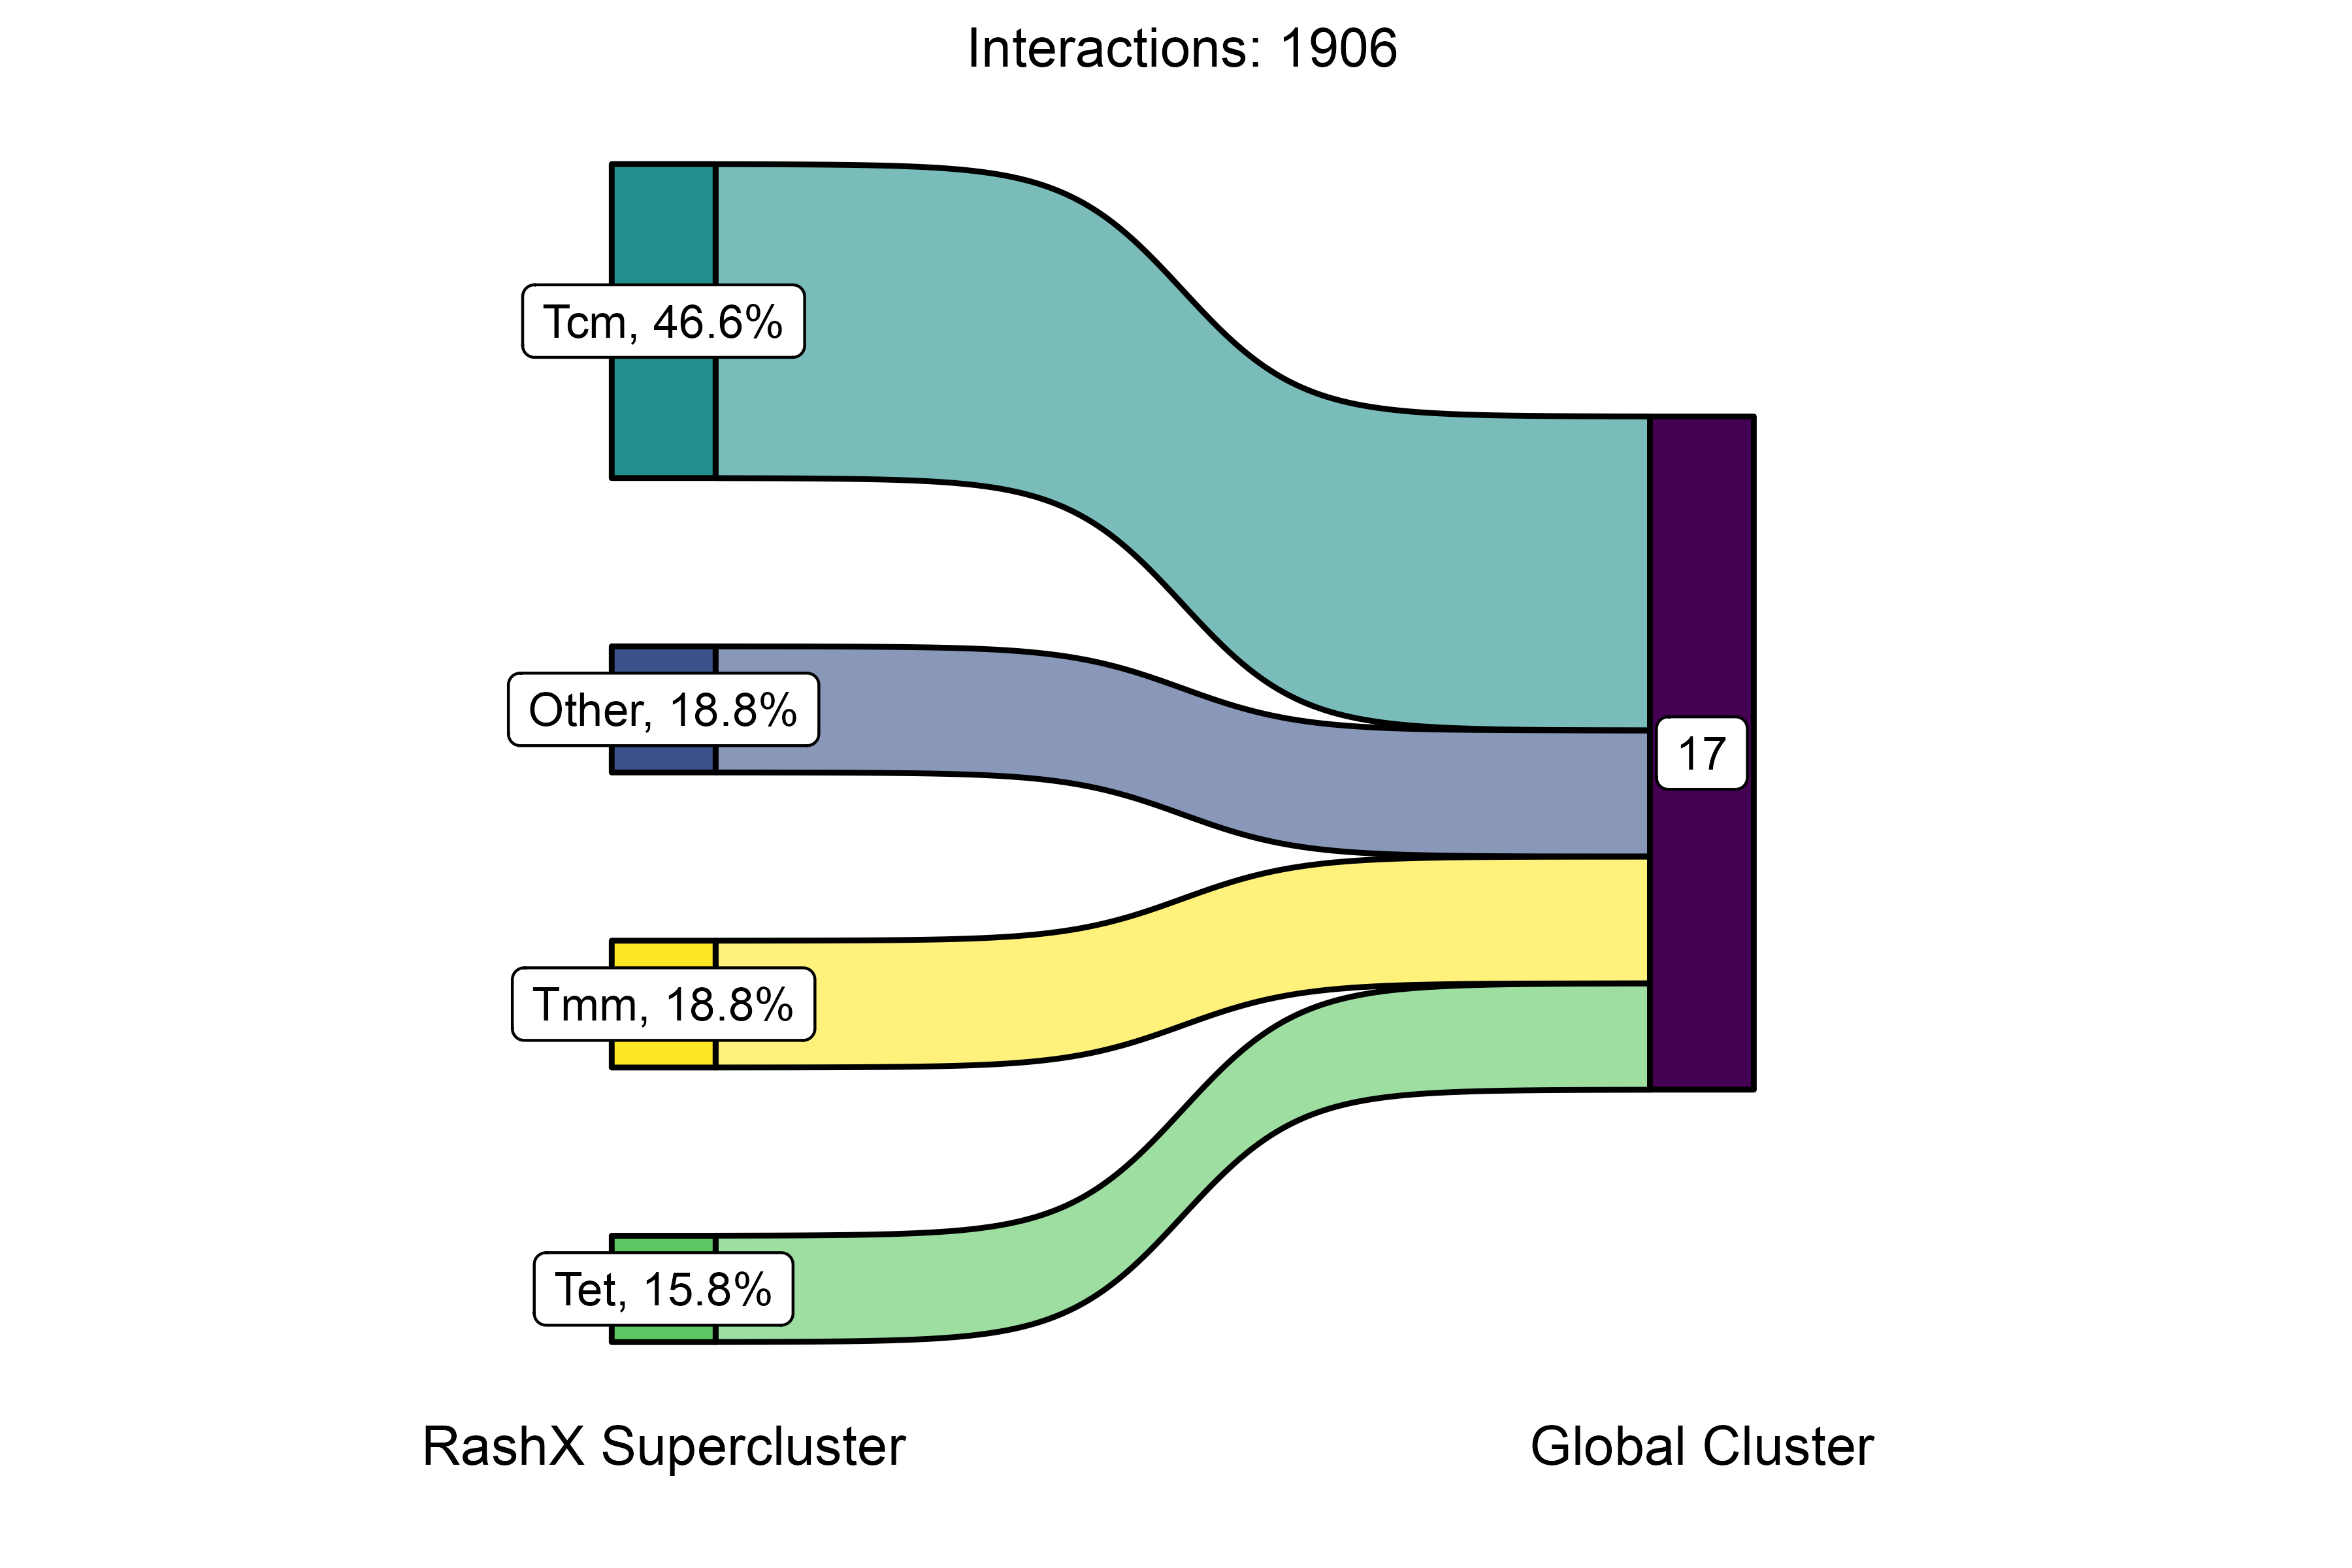 Interactions: 1906
Tcm, 46.6%
Other, 18.8%
17
Tmm, 18.8%
Tet, 15.8%
RashX Supercluster
Global Cluster